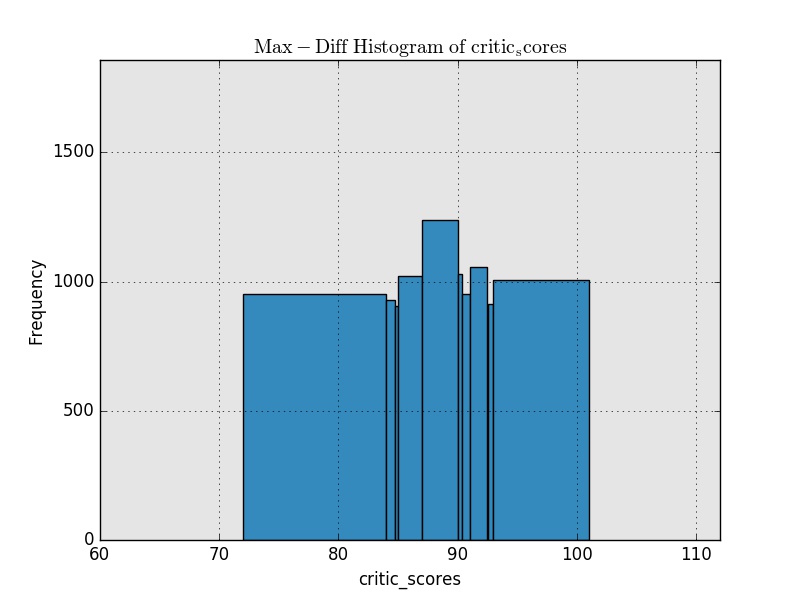 Max − Diff Histogram of critic_scores
1500
1000
500
0
Frequency
60 70 80 90 100 110
critic_scores